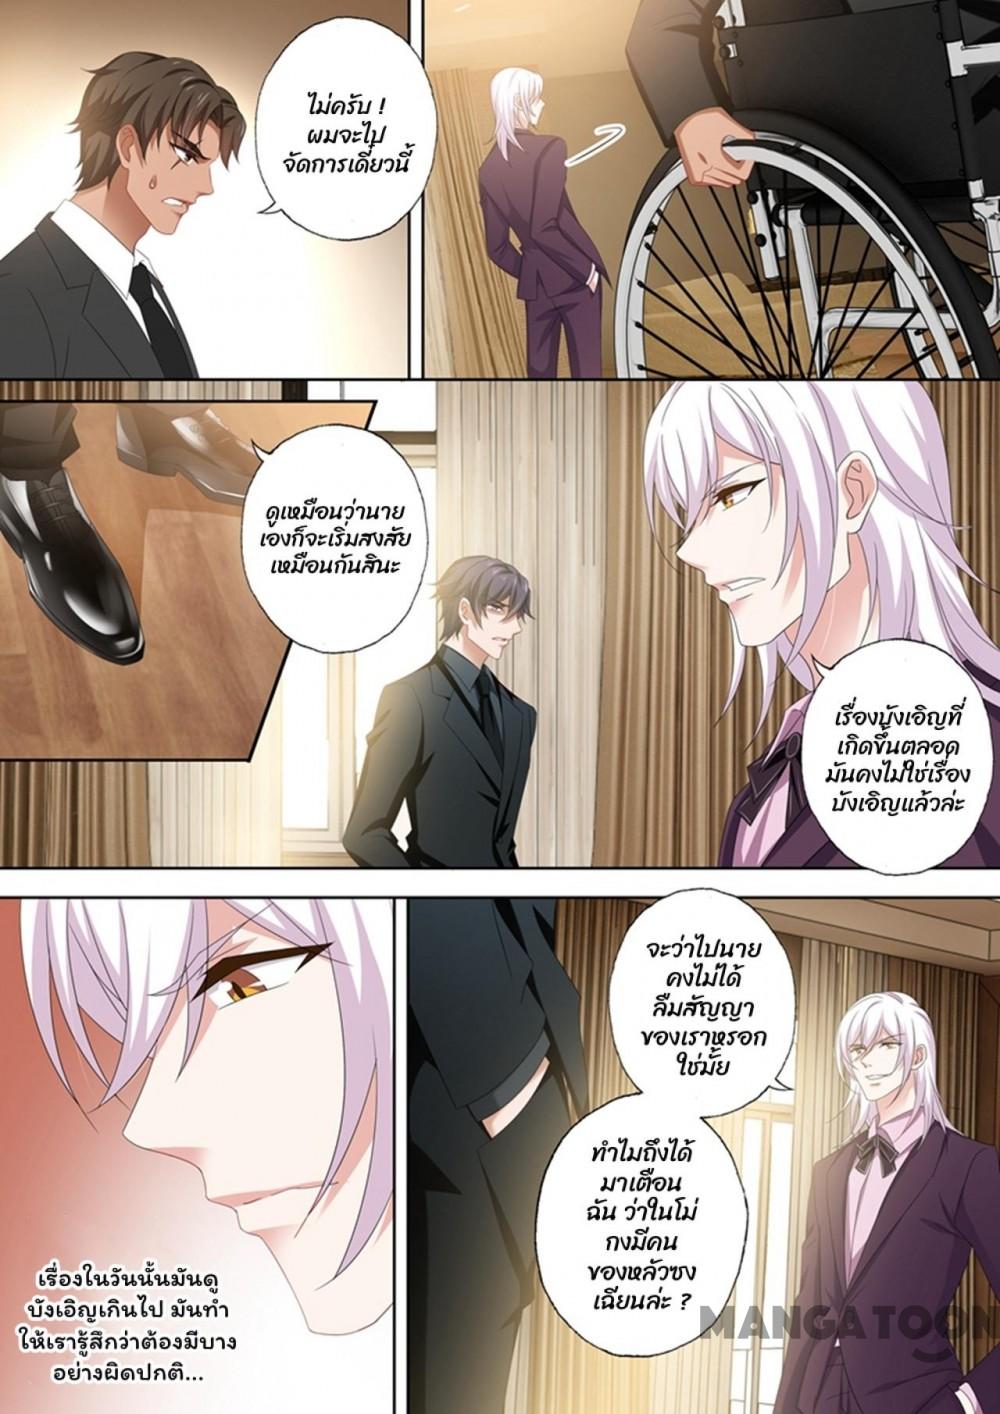 ไม่ครับ !
ผมจะไป
จัดการเดี๋ยวนี้
ดูเหมือนว่านาย
เองก็จะเริ่มสงสัย
เหมือนกันสินะ
เรื่องบังเอิญที่
เกิดขึ้นตลอด
มันคงไม่ใช่เรื่อง
บังเอิญแล้วล่ะ
เรื่องในวันนั้นมันดู
บังเอิญเกินไป มันทำ
ให้เรารู้สึกว่าต้องมีบาง
อย่างผิดปกติ...
จะว่าไปนาย
คงไม่ได้
ลืมสัญญา
ของเราหรอก
ใช่มั้ย
ทำไมถึงได้
มาเตือน
ฉัน ว่าในโม่
กงมีคน
ของหลัวซง
เฉียนล่ะ ?
MANGATOON